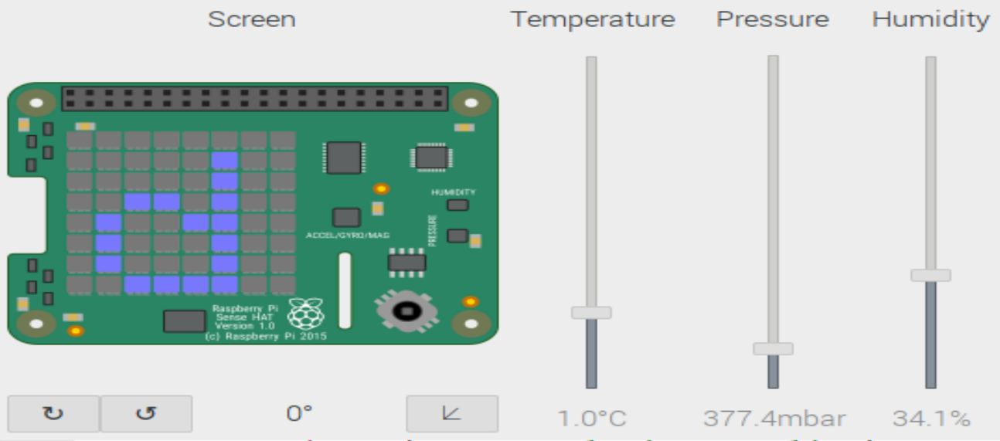 Screen
Temperature
Pressure
Humidity
HUMIDITY
PRESSURE
ACCEL/GYRO/MAG
Raspberry Pi
Sense HAT
Version 1.0
(c) Raspberry Pi 2015
d
↻
↺
0°
1.0°C
377.4mbar
34.1%